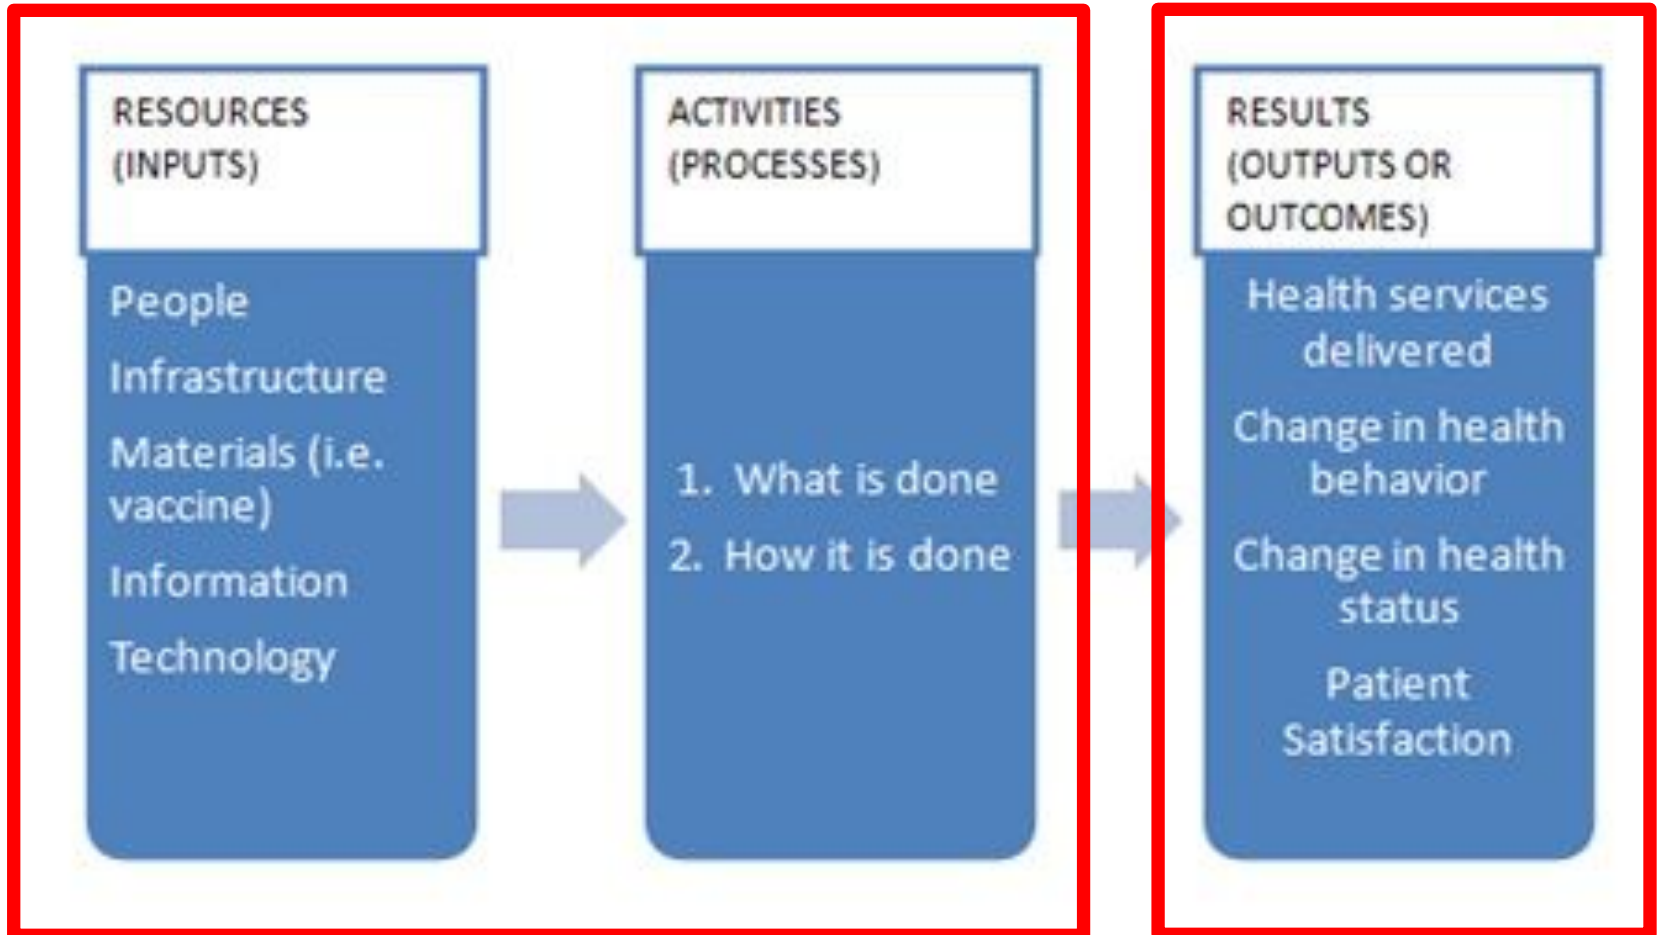 RESOURCES
(INPUTS)
People
Infrastructure
Materials (i.e.
vaccine)
Information
Technology
ACTIVITIES
(PROCESSES)
1. What is done
2. How it is done
RESULTS
(OUTPUTS OR
OUTCOMES)
Health services
delivered
Change in health
behavior
Change in health
status
Patient
Satisfaction